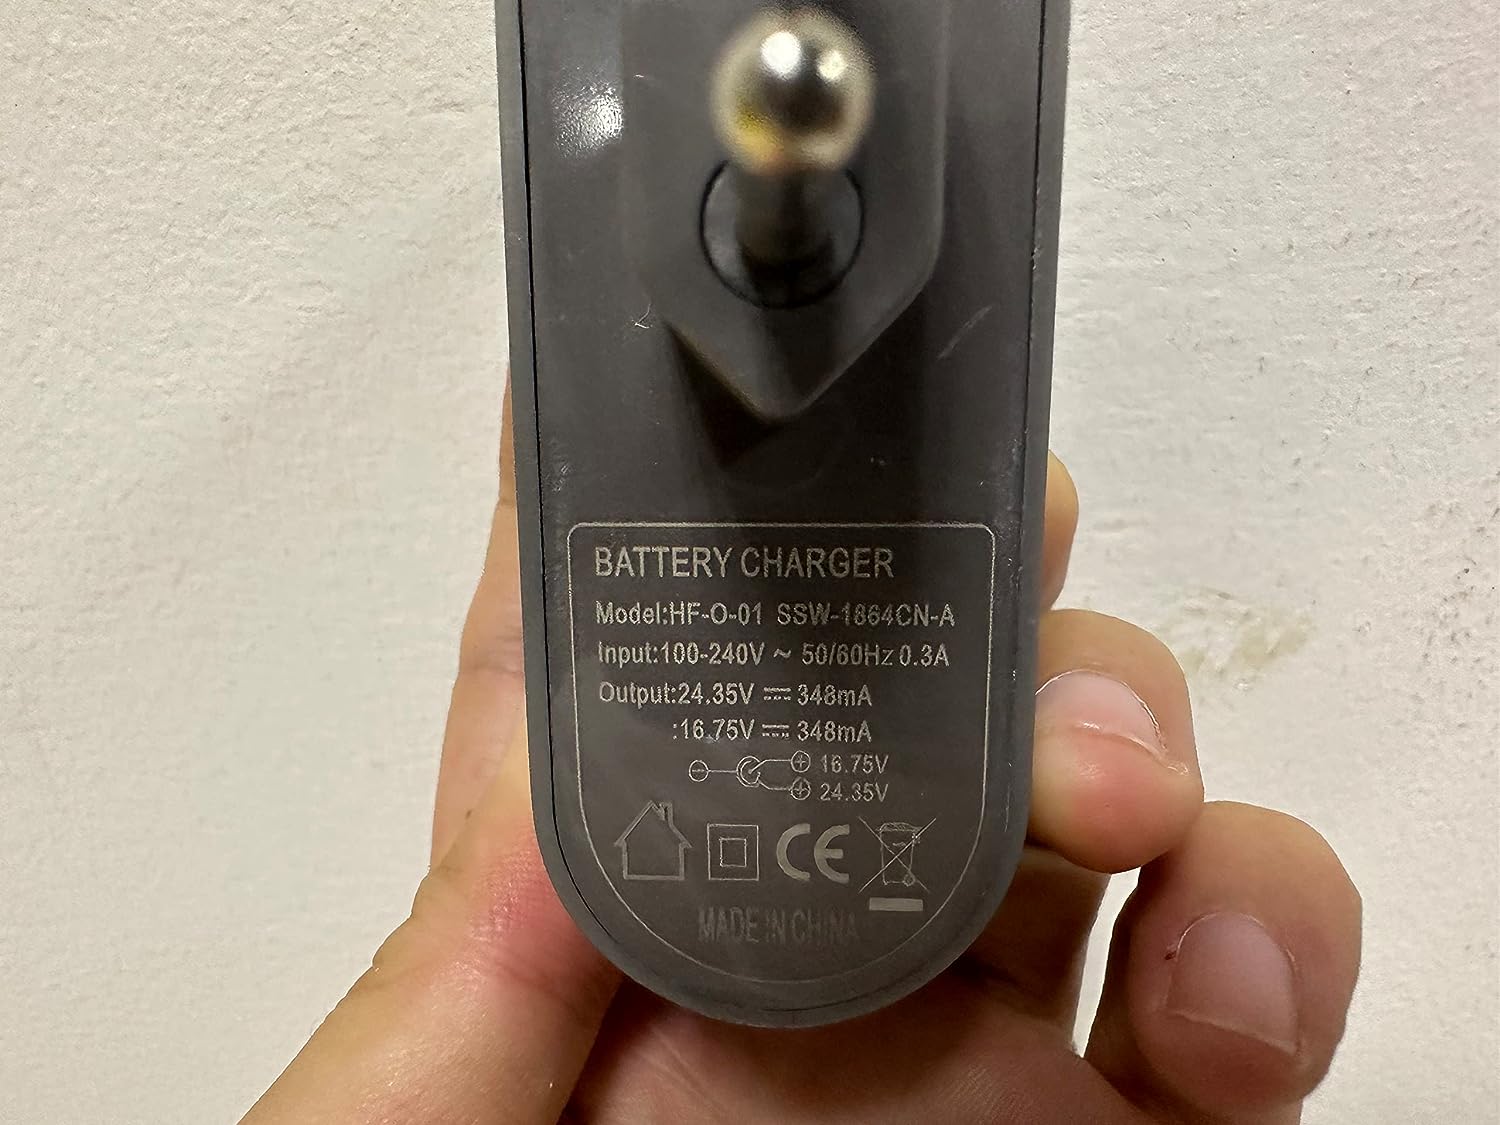 BATTERY CHARGER
Model:HF-O-01 SSW-1864CN-A
Input:100-240V ~ 50/60Hz 0.3A
Output:24.35V ⎓ 348mA
:16.75V ⎓ 348mA
- + 16.75V
+ 24.35V
CE
MADE IN CHINA